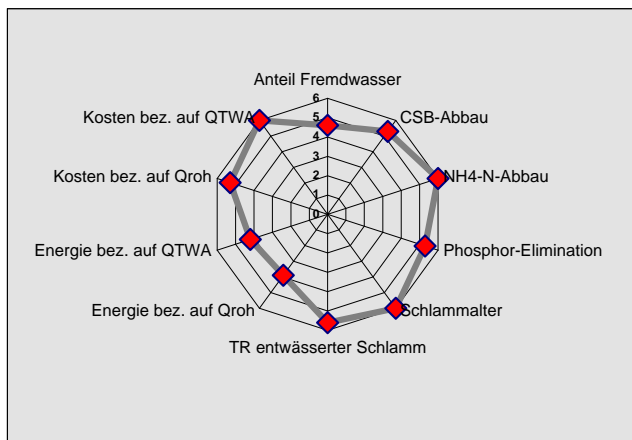 Anteil Fremdwasser
6
5
4
3
2
1
0
CSB-Abbau
NH4-N-Abbau
Phosphor-Elimination
Schlammalter
TR entwässerter Schlamm
Energie bez. auf Qroh
Energie bez. auf QTWA
Kosten bez. auf Qroh
Kosten bez. auf QTWA